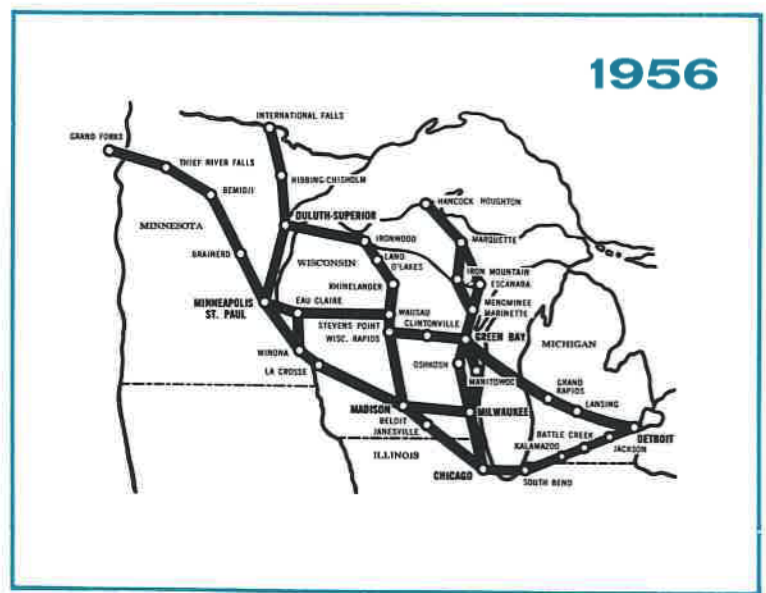 1956
INTERNATIONAL FALLS
GRAND FORKS
THIEF RIVER FALLS
HIBBING-CHISHOLM
BEMIDJI
HANCOCK HOUGHTON
DULUTH-SUPERIOR
MINNESOTA
IRONWOOD
MARQUETTE
BRAINERD
WISCONSIN
LAND
O'LAKES
IRON MOUNTAIN
ESCANABA
RHINELANDER
MINNEAPOLIS
ST. PAUL
EAU CLAIRE
MENOMINEE
MARINETTE
WAUSAU
STEVENS POINT
WISC. RAPIDS
CLINTONVILLE
GREEN BAY
MICHIGAN
WINONA
OSHKOSH
LA CROSSE
MANITOWOC
GRAND
RAPIDS
LANSING
MADISON
MILWAUKEE
BELOIT
JANESVILLE
BATTLE CREEK
DETROIT
KALAMAZOO
JACKSON
ILLINOIS
CHICAGO
SOUTH BEND